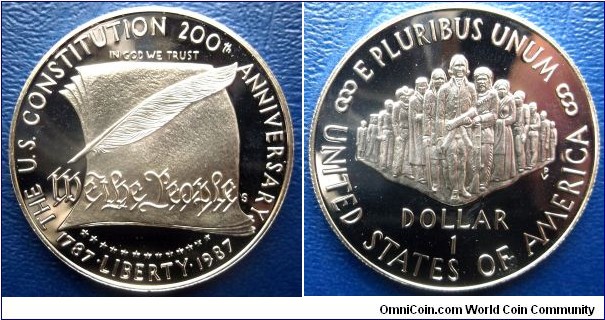 THE U.S. CONSTITUTION 200TH ANNIVERSARY
IN GOD WE TRUST
We the People
S
1787 · LIBERTY · 1987
E PLURIBUS UNUM
DOLLAR
1
UNITED STATES OF AMERICA
OmniCoin.com World Coin Community